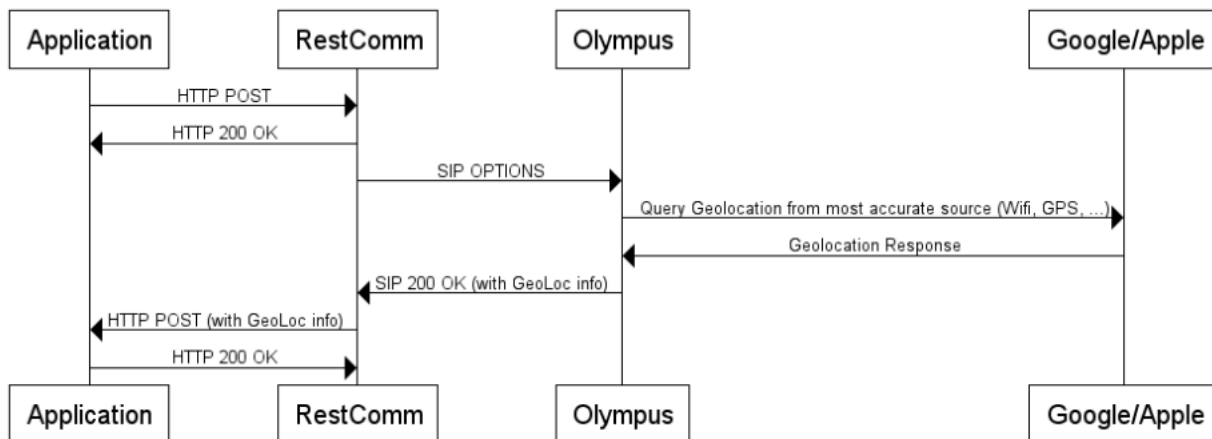 Application RestComm Olympus Google/Apple
HTTP POST
HTTP 200 OK
SIP OPTIONS
Query Geolocation from most accurate source (Wifi, GPS, ...)
Geolocation Response
SIP 200 OK (with GeoLoc info)
HTTP POST (with GeoLoc info)
HTTP 200 OK
Application RestComm Olympus Google/Apple